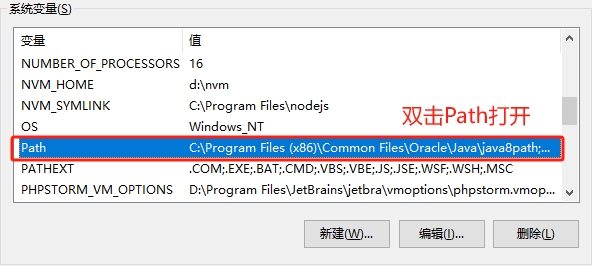 系统变量(S)
变量 值
NUMBER_OF_PROCESSORS 16
NVM_HOME d:\nvm
NVM_SYMLINK C:\Program Files\nodejs
双击Path打开
OS Windows_NT
Path C:\Program Files (x86)\Common Files\Oracle\Java\java8path;...
PATHEXT .COM;.EXE;.BAT;.CMD;.VBS;.VBE;.JS;.JSE;.WSF;.WSH;.MSC
PHPSTORM_VM_OPTIONS D:\Program Files\JetBrains\jetbra\vmoptions\phpstorm.vmop...
新建(W)... 编辑(I)... 删除(L)